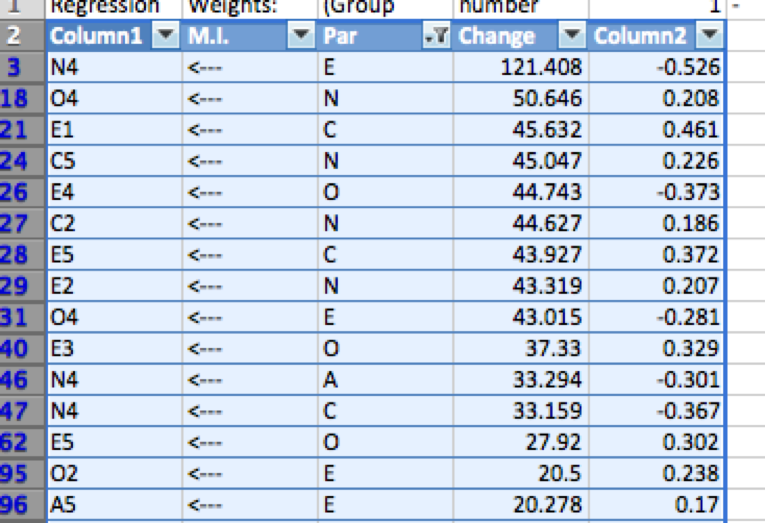 1 Regression Weights: (Group number 1 -
2 Column1 M.I. Par Change Column2
3 N4 <--- E 121.408 -0.526
18 O4 <--- N 50.646 0.208
21 E1 <--- C 45.632 0.461
24 C5 <--- N 45.047 0.226
26 E4 <--- O 44.743 -0.373
27 C2 <--- N 44.627 0.186
28 E5 <--- C 43.927 0.372
29 E2 <--- N 43.319 0.207
31 O4 <--- E 43.015 -0.281
40 E3 <--- O 37.33 0.329
46 N4 <--- A 33.294 -0.301
47 N4 <--- C 33.159 -0.367
62 E5 <--- O 27.92 0.302
95 O2 <--- E 20.5 0.238
96 A5 <--- E 20.278 0.17